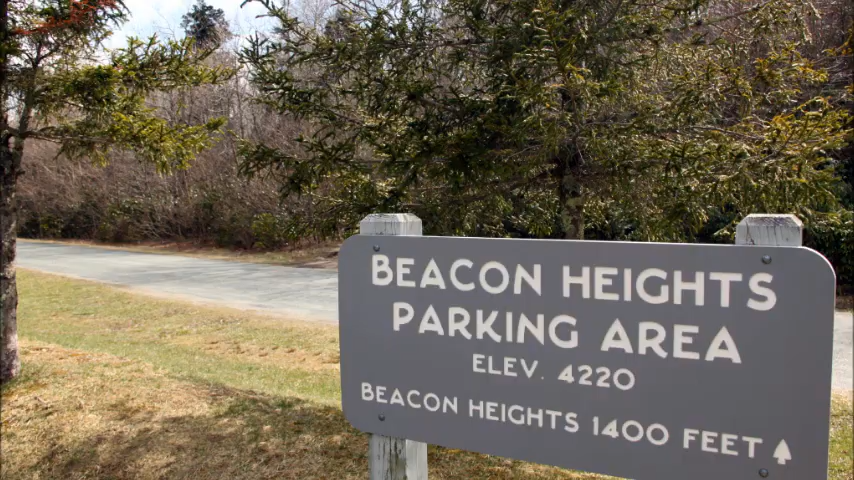 BEACON HEIGHTS
PARKING AREA
ELEV. 4220
BEACON HEIGHTS 1400 FEET